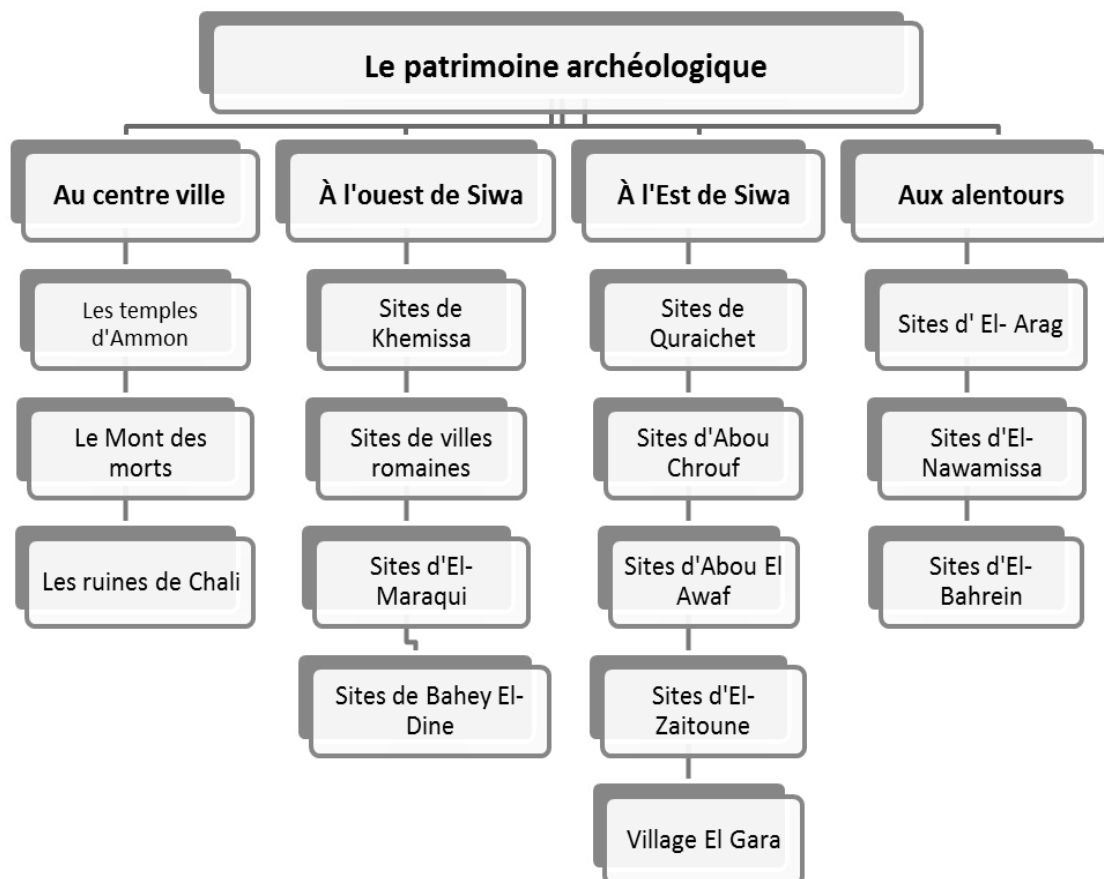 Le patrimoine archéologique
Au centre ville
Les temples
d'Ammon
Le Mont des
morts
Les ruines de Chali
À l'ouest de Siwa
Sites de
Khemissa
Sites de villes
romaines
Sites d'El-
Maraqui
Sites de Bahey El-
Dine
À l'Est de Siwa
Sites de
Quraichet
Sites d'Abou
Chrouf
Sites d'Abou El
Awaf
Sites d'El-
Zaitoune
Village El Gara
Aux alentours
Sites d' El- Arag
Sites d'El-
Nawamissa
Sites d'El-
Bahrein